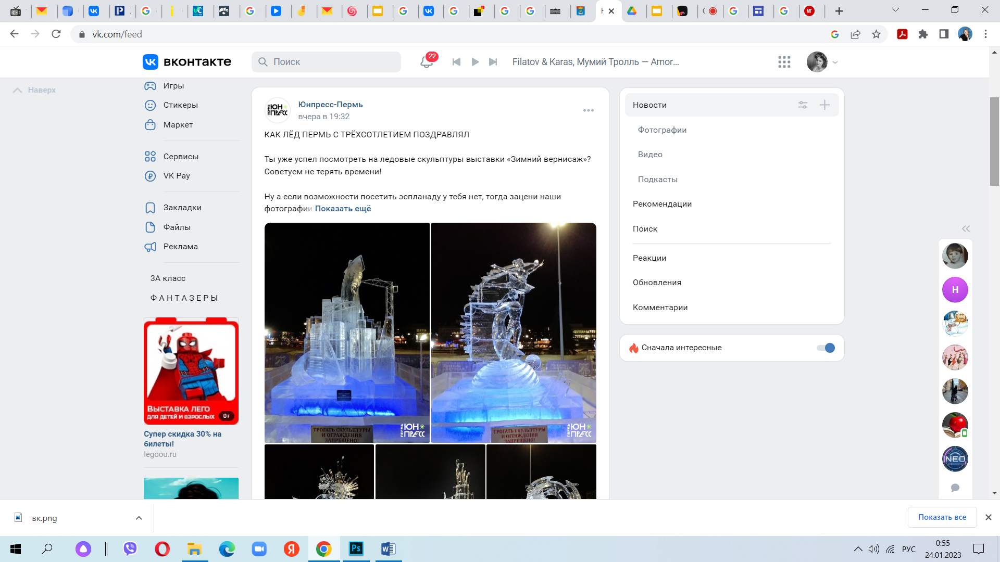 vk.com/feed
вконтакте
Поиск
22
Filatov & Karas, Мумий Тролль — Amor...
Наверх
Игры
Стикеры
Маркет
Сервисы
VK Pay
Закладки
Файлы
Реклама
3А класс
Ф А Н Т А З Е Р Ы
ВЫСТАВКА ЛЕГО
ДЛЯ ДЕТЕЙ И ВЗРОСЛЫХ
0+
Супер скидка 30% на
билеты!
legoou.ru
ПЕРМЬ ЮН
ПРЕСС
Юнпресс-Пермь
вчера в 19:32
КАК ЛЁД ПЕРМЬ С ТРЁХСОТЛЕТИЕМ ПОЗДРАВЛЯЛ
Ты уже успел посмотреть на ледовые скульптуры выставки «Зимний вернисаж»?
Советуем не терять времени!
Ну а если возможности посетить эспланаду у тебя нет, тогда зацени наши
фотографии Показать ещё
ТРОГАТЬ СКУЛЬПТУРЫ
И ОГРАЖДЕНИЯ
ЗАПРЕЩЕНО!
ПЕРМЬ ЮН
ПРЕСС
ТРОГАТЬ СКУЛЬПТУРЫ
И ОГРАЖДЕНИЯ
ЗАПРЕЩЕНО!
ПЕРМЬ ЮН
ПРЕСС
Новости
Фотографии
Видео
Подкасты
Рекомендации
Поиск
Реакции
Обновления
Комментарии
Сначала интересные
Н
NEO
вк.png
Показать все
РУС
0:55
24.01.2023